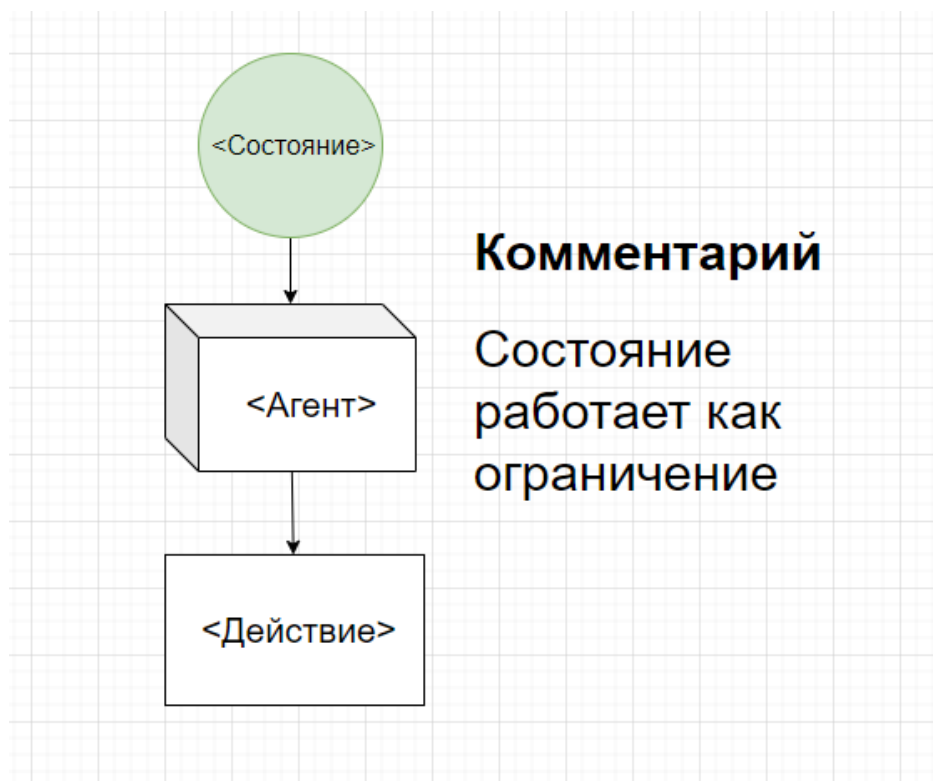 <Состояние>
Комментарий
Состояние
работает как
ограничение
<Агент>
<Действие>